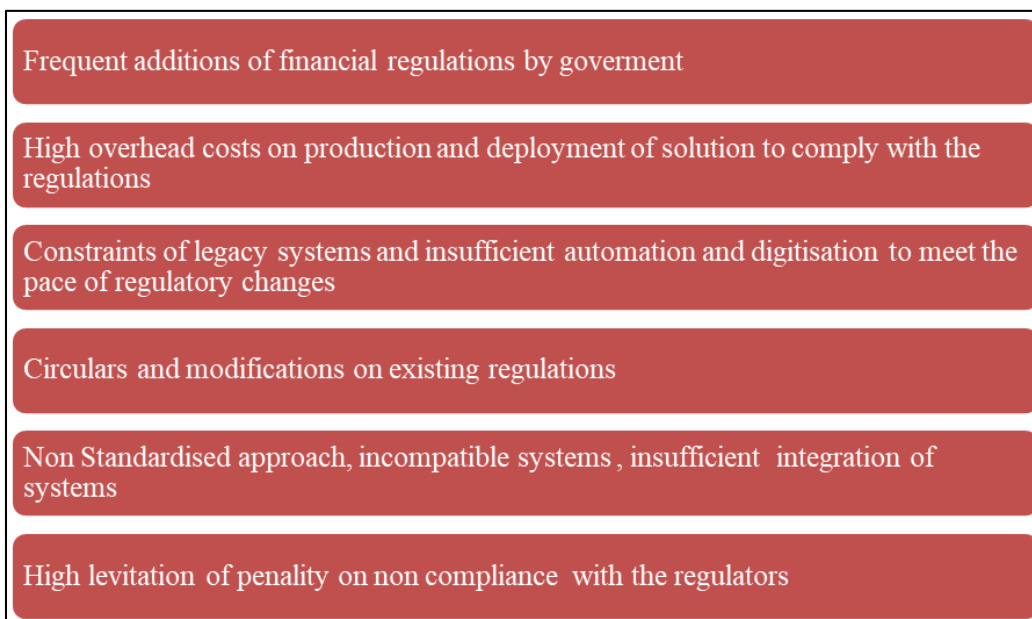 Frequent additions of financial regulations by goverment
High overhead costs on production and deployment of solution to comply with the
regulations
Constraints of legacy systems and insufficient automation and digitisation to meet the
pace of regulatory changes
Circulars and modifications on existing regulations
Non Standardised approach, incompatible systems , insufficient integration of
systems
High levitation of penality on non compliance with the regulators